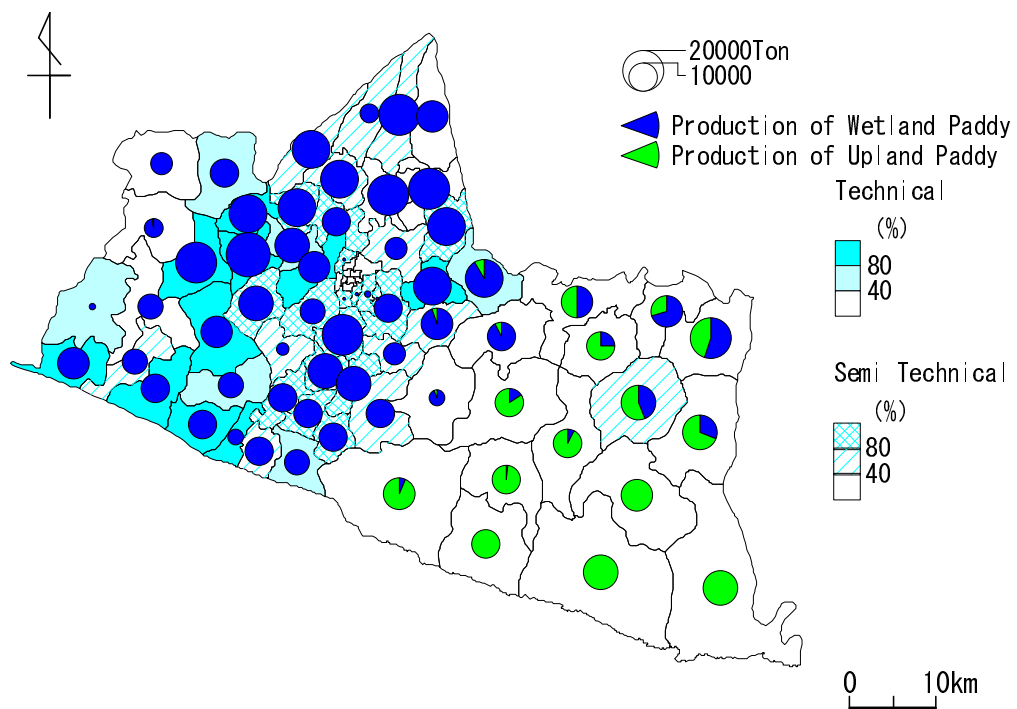 20000Ton
10000
Production of Wetland Paddy
Production of Upland Paddy
Technical
(%)
80
40
Semi Technical
(%)
80
40
0 10km